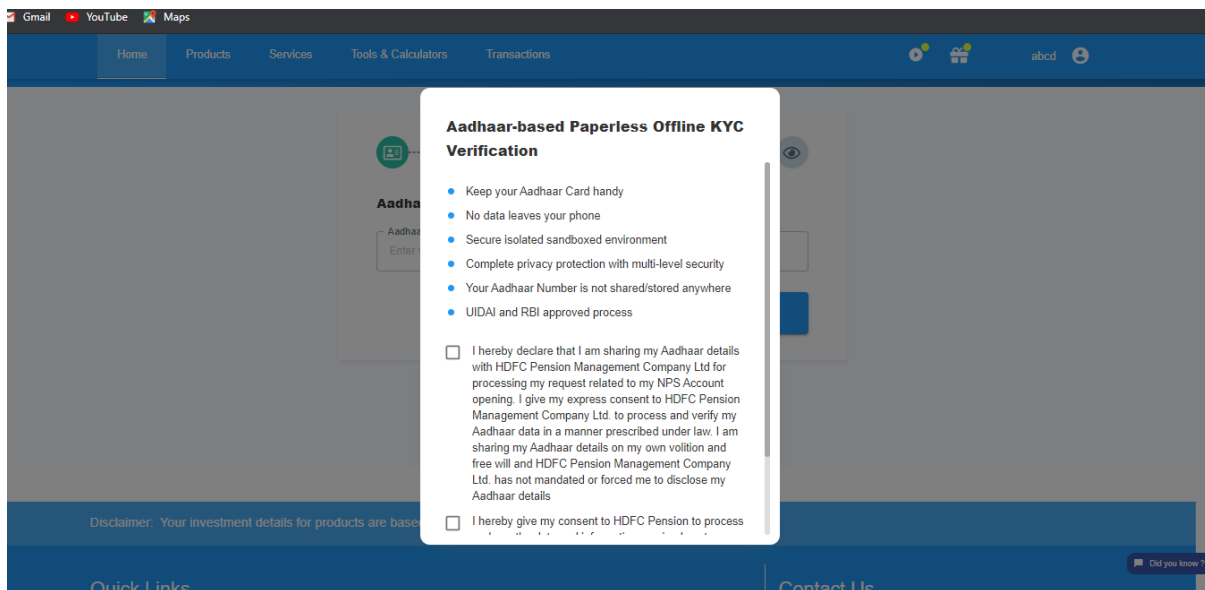 Gmail YouTube Maps
Home Products Services Tools & Calculators Transactions abcd
Aadhaar-based Paperless Offline KYC
Verification
Keep your Aadhaar Card handy
No data leaves your phone
Secure isolated sandboxed environment
Complete privacy protection with multi-level security
Your Aadhaar Number is not shared/stored anywhere
UIDAI and RBI approved process
I hereby declare that I am sharing my Aadhaar details
with HDFC Pension Management Company Ltd for
processing my request related to my NPS Account
opening. I give my express consent to HDFC Pension
Management Company Ltd. to process and verify my
Aadhaar data in a manner prescribed under law. I am
sharing my Aadhaar details on my own volition and
free will and HDFC Pension Management Company
Ltd. has not mandated or forced me to disclose my
Aadhaar details
I hereby give my consent to HDFC Pension to process
Aadha
Aadhaa
Enter
Disclaimer: Your investment details for products are base
Did you know ?
Quick Links
Contact Us